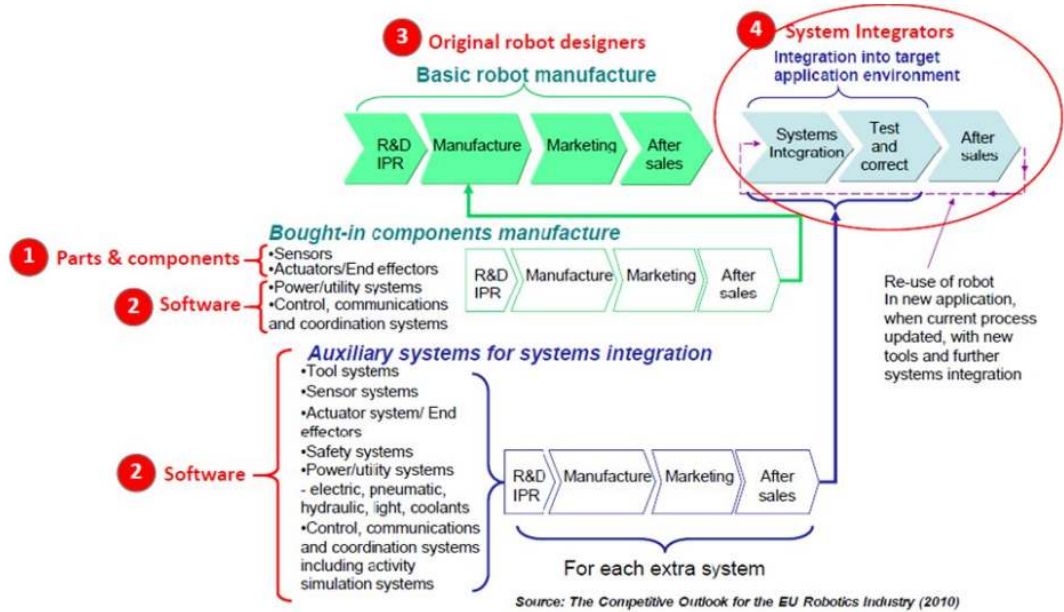 3 Original robot designers
Basic robot manufacture
R&D
IPR
Manufacture
Marketing
After
sales
4 System Integrators
Integration into target
application environment
Systems
Integration
Test
and
correct
After
sales
Re-use of robot
In new application,
when current process
updated, with new
tools and further
systems integration
Bought-in components manufacture
1 Parts & components
•Sensors
•Actuators/End effectors
2 Software
•Power/utility systems
•Control, communications
and coordination systems
R&D
IPR
Manufacture
Marketing
After
sales
Auxiliary systems for systems integration
2 Software
•Tool systems
•Sensor systems
•Actuator system/ End
effectors
•Safety systems
•Power/utility systems
- electric, pneumatic,
hydraulic, light, coolants
•Control, communications
and coordination systems
including activity
simulation systems
R&D
IPR
Manufacture
Marketing
After
sales
For each extra system
Source: The Competitive Outlook for the EU Robotics Industry (2010)